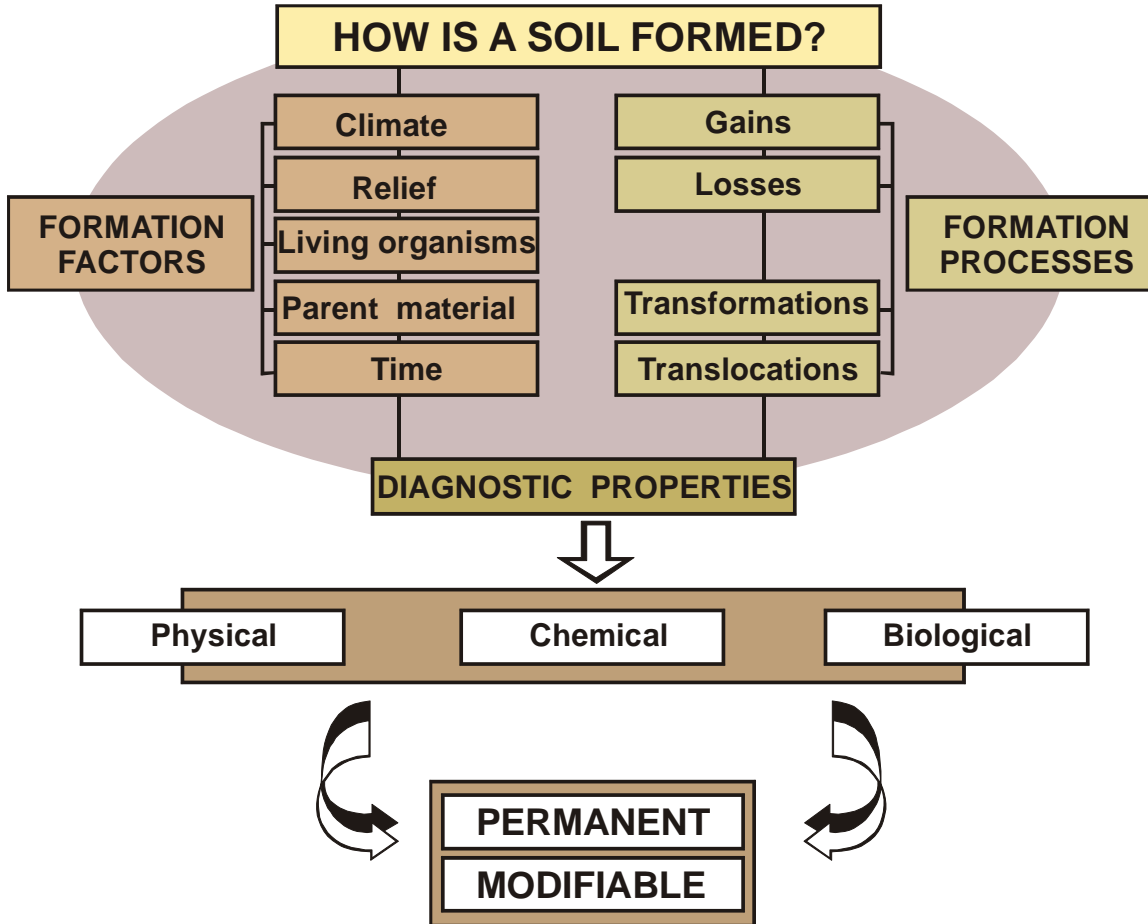 HOW IS A SOIL FORMED?
Climate
Relief
Living organisms
Parent material
Time
FORMATION
FACTORS
Gains
Losses
Transformations
Translocations
FORMATION
PROCESSES
DIAGNOSTIC PROPERTIES
Physical
Chemical
Biological
PERMANENT
MODIFIABLE